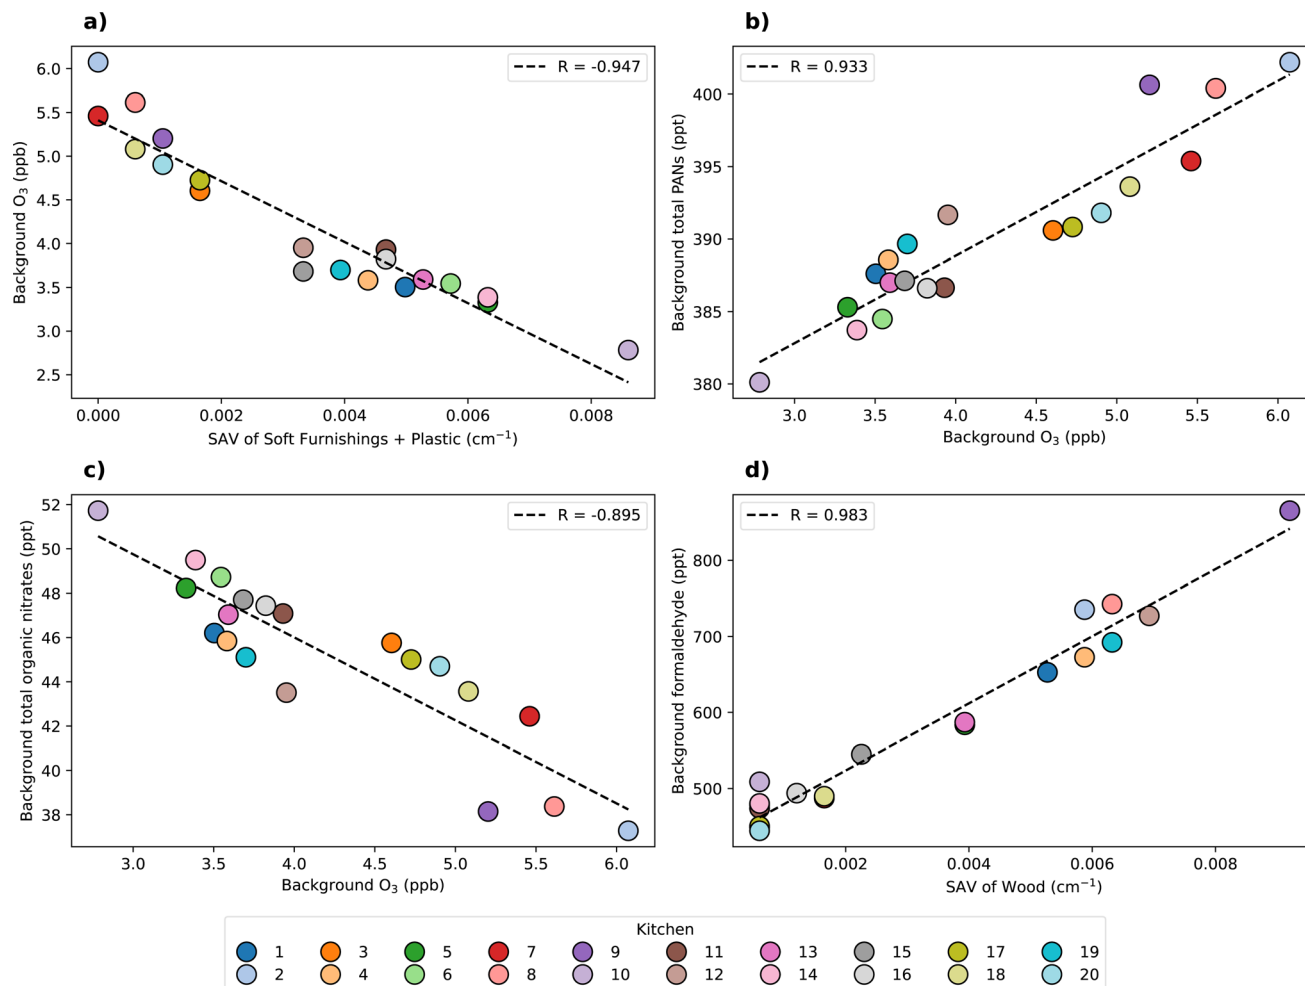 a)
R = -0.947
Background O₃ (ppb)
6.0
5.5
5.0
4.5
4.0
3.5
3.0
2.5
0.000
0.002
0.004
0.006
0.008
SAV of Soft Furnishings + Plastic (cm⁻¹)
b)
R = 0.933
Background total PANs (ppt)
400
395
390
385
380
3.0
3.5
4.0
4.5
5.0
5.5
6.0
Background O₃ (ppb)
c)
R = -0.895
Background total organic nitrates (ppt)
52
50
48
46
44
42
40
38
3.0
3.5
4.0
4.5
5.0
5.5
6.0
Background O₃ (ppb)
d)
R = 0.983
Background formaldehyde (ppt)
800
700
600
500
0.002
0.004
0.006
0.008
SAV of Wood (cm⁻¹)
Kitchen
1 3 5 7 9 11 13 15 17 19
2 4 6 8 10 12 14 16 18 20